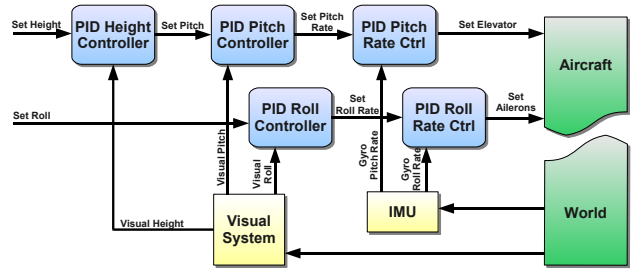 Set Height
PID Height
Controller
Set Pitch
PID Pitch
Controller
Set Pitch
Rate
PID Pitch
Rate Ctrl
Set Elevator
Aircraft
Set Roll
PID Roll
Controller
Set
Roll Rate
PID Roll
Rate Ctrl
Set
Ailerons
Visual Pitch
Visual
Roll
Gyro
Pitch Rate
Gyro
Roll Rate
Visual Height
Visual
System
IMU
World